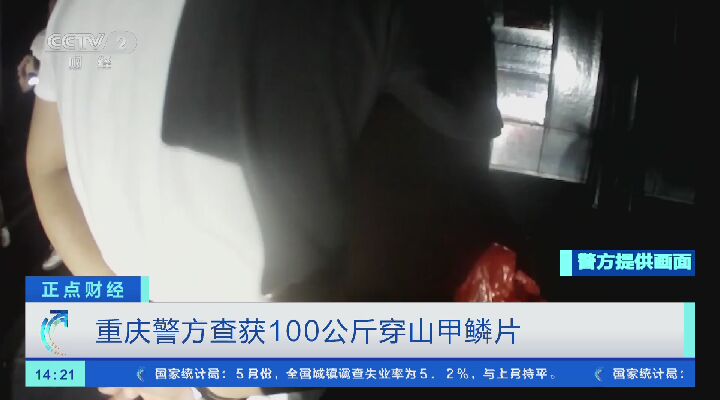 CCTV 2
财经
警方提供画面
正点财经
重庆警方查获100公斤穿山甲鳞片
14:21
国家统计局：5月份，全国城镇调查失业率为5．2％，与上月持平。
国家统计局：